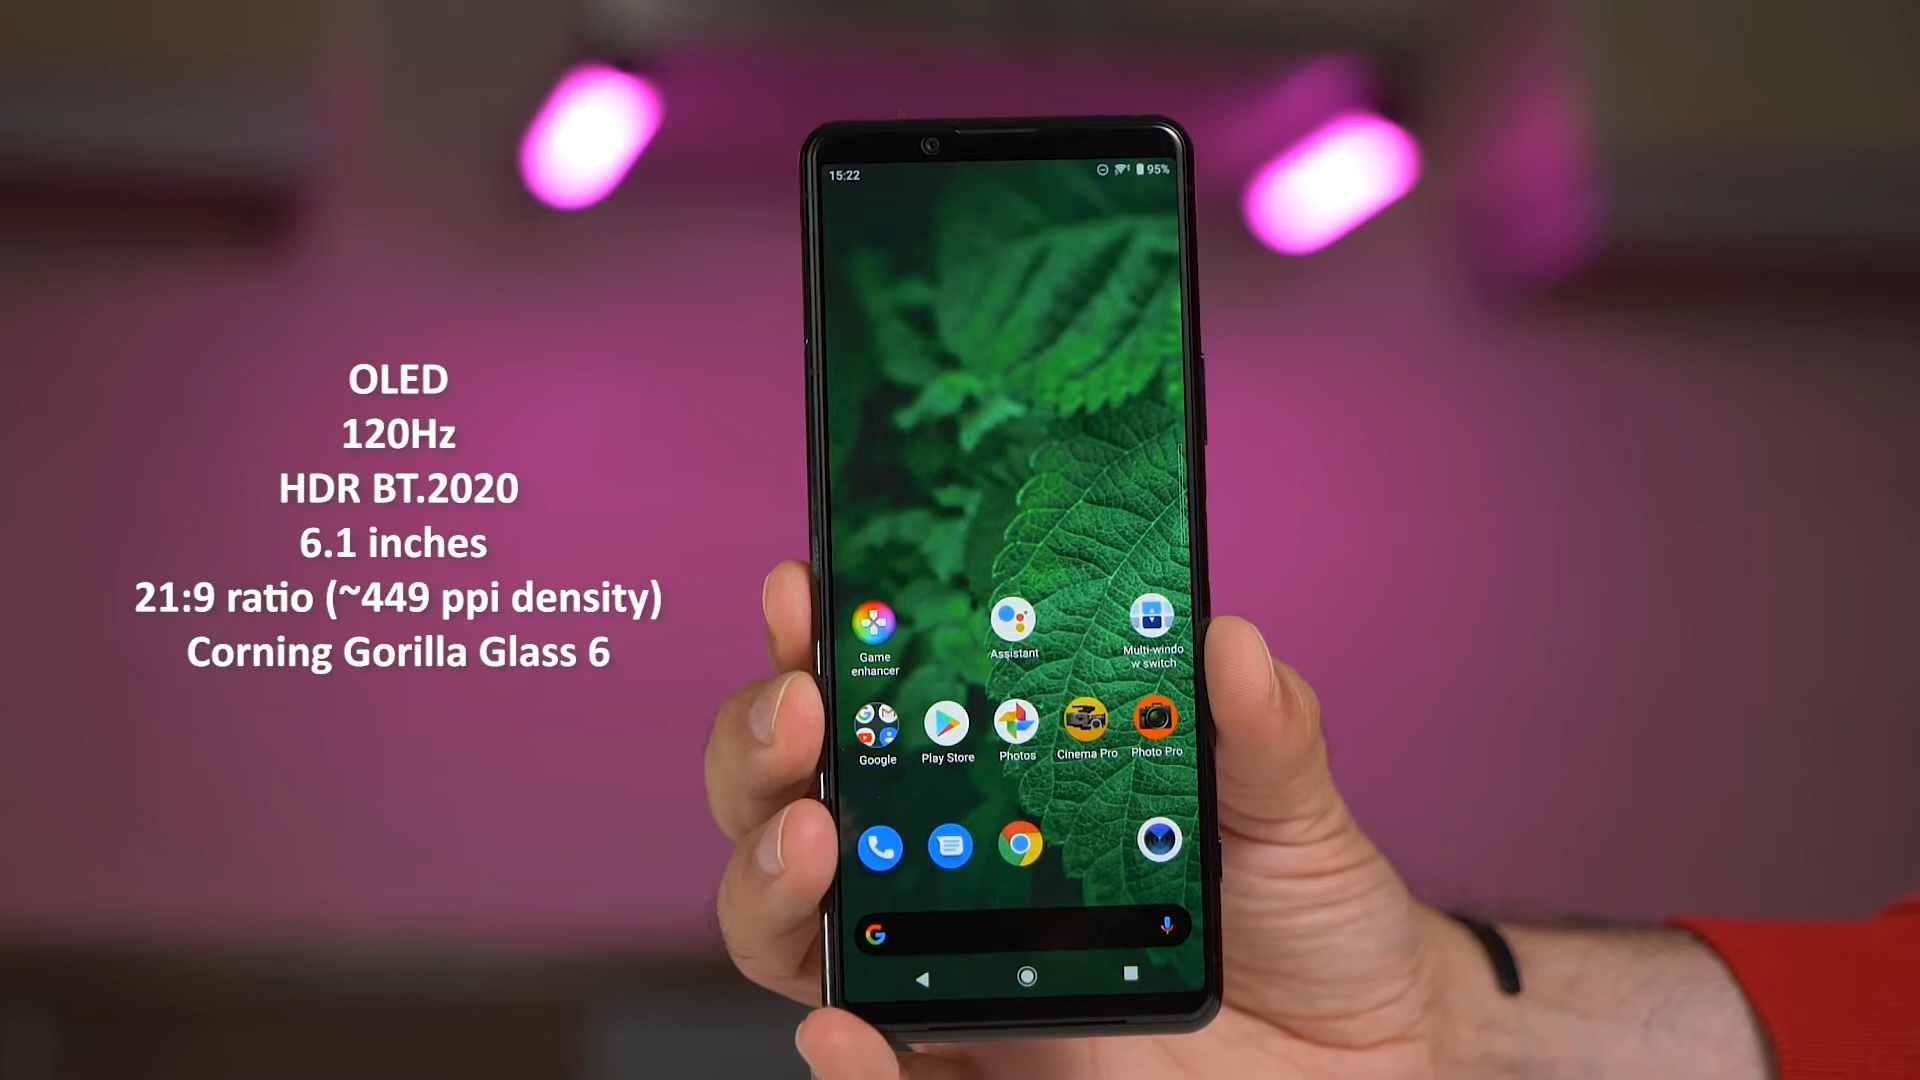 OLED
120Hz
HDR BT.2020
6.1 inches
21:9 ratio (~449 ppi density)
Corning Gorilla Glass 6
15:22
95%
Game
enhancer
Assistant
Multi-windo
w switch
Google
Play Store
Photos
Cinema Pro
Photo Pro